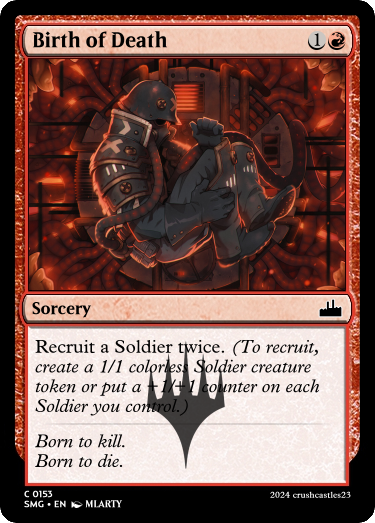 Birth of Death
1
Sorcery
Recruit a Soldier twice. (To recruit,
create a 1/1 colorless Soldier creature
token or put a +1/+1 counter on each
Soldier you control.)
Born to kill.
Born to die.
C 0153
SMG • EN MLARTY
2024 crushcastles23